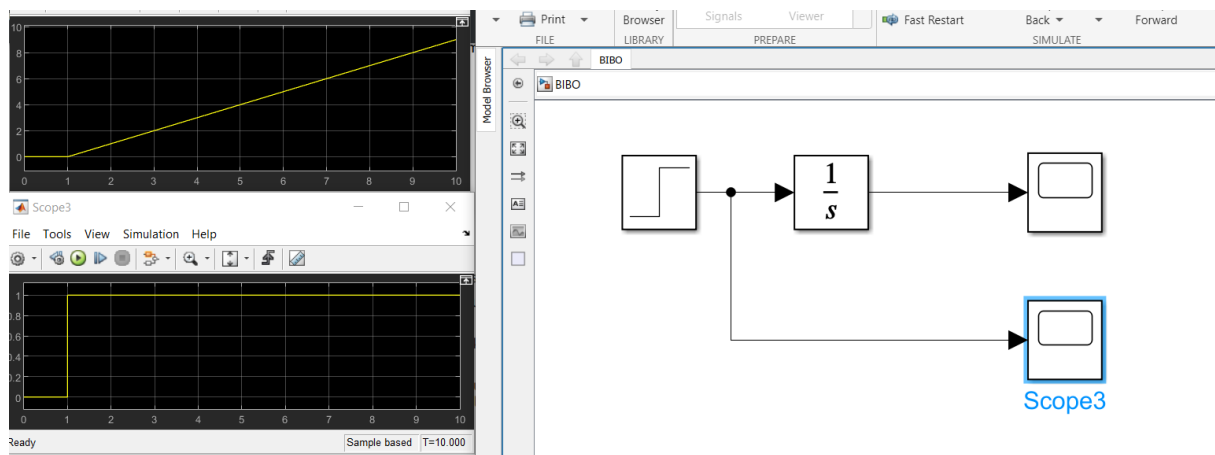 10
8
6
4
2
0
0 1 2 3 4 5 6 7 8 9 10
Scope3
File Tools View Simulation Help
1
0.8
0.6
0.4
0.2
0
0 1 2 3 4 5 6 7 8 9 10
Ready Sample based T=10.000
Print Browser Signals Viewer Fast Restart Back Forward
FILE LIBRARY PREPARE SIMULATE
Model Browser
BIBO
BIBO
1
s
Scope3